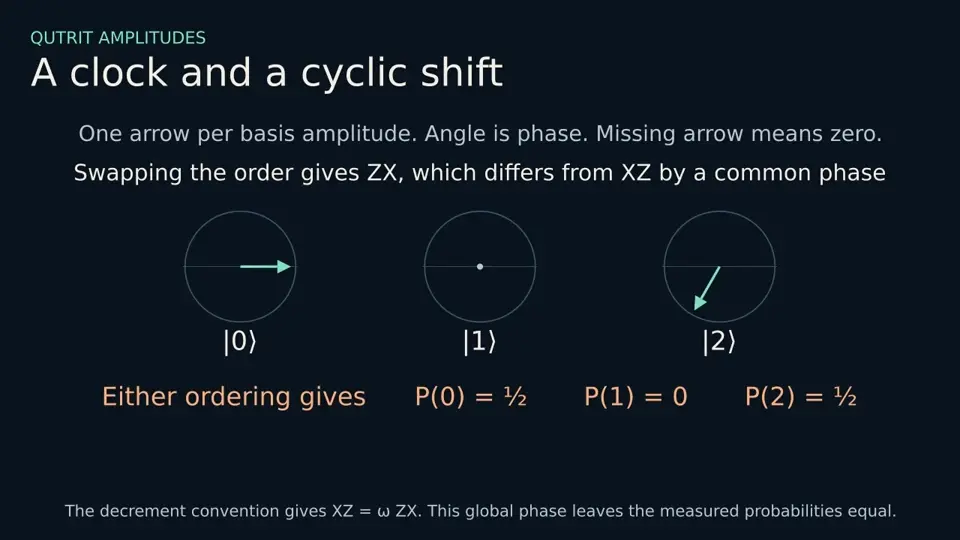 QUTRIT AMPLITUDES
A clock and a cyclic shift
One arrow per basis amplitude. Angle is phase. Missing arrow means zero.
Swapping the order gives ZX, which differs from XZ by a common phase
|0⟩ |1⟩ |2⟩
Either ordering gives P(0) = ½ P(1) = 0 P(2) = ½
The decrement convention gives XZ = ω ZX. This global phase leaves the measured probabilities equal.